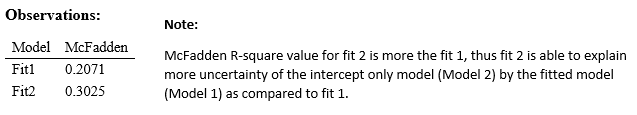 Observations:
Model McFadden
Fit1 0.2071
Fit2 0.3025
Note:
McFadden R-square value for fit 2 is more the fit 1, thus fit 2 is able to explain
more uncertainty of the intercept only model (Model 2) by the fitted model
(Model 1) as compared to fit 1.